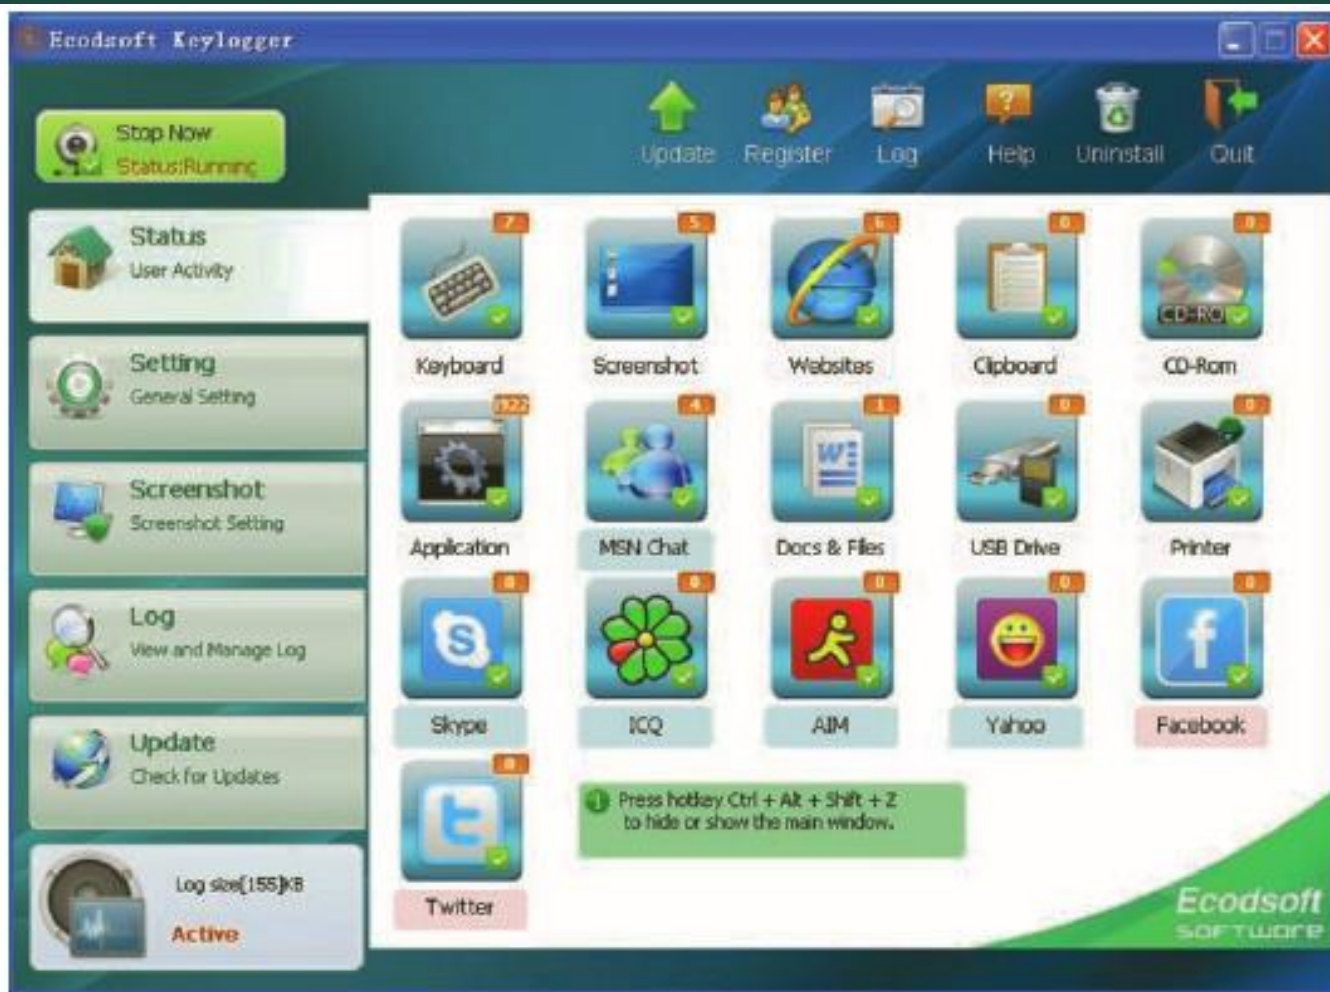 Ecodsoft Keylogger
Stop Now
Status:Running
Update Register Log Help Uninstall Quit
Status
User Activity
Setting
General Setting
Screenshot
Screenshot Setting
Log
View and Manage Log
Update
Check for Updates
Log size[155]KB
Active
7 5 6 0 0
CD-RO
Keyboard Screenshot Websites Clipboard CD-Rom
4 1 0 0
W
Application MSN Chat Docs & Files USB Drive Printer
0 0 0 0 0
S f
Skype ICQ AIM Yahoo Facebook
0
t
Twitter
Press hotkey Ctrl + Alt + Shift + Z
to hide or show the main window.
Ecodsoft
SOFTWARE